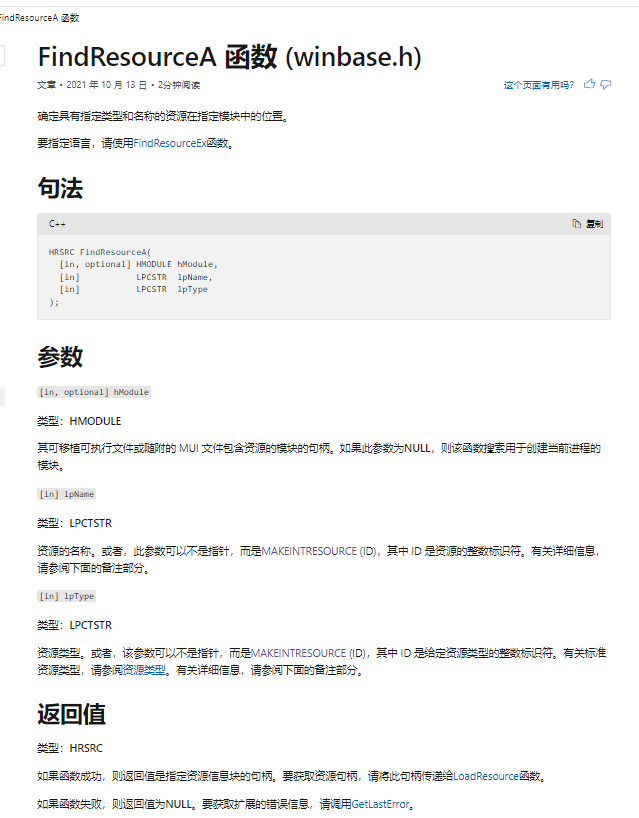 FindResourceA 函数
FindResourceA 函数 (winbase.h)
文章 • 2021 年 10 月 13 日 • 2分钟阅读
这个页面有用吗?
确定具有指定类型和名称的资源在指定模块中的位置。
要指定语言，请使用FindResourceEx函数。
句法
C++
复制
HRSRC FindResourceA(
[in, optional] HMODULE hModule,
[in] LPCSTR lpName,
[in] LPCSTR lpType
);
参数
[in, optional] hModule
类型：HMODULE
其可移植可执行文件或随附的 MUI 文件包含资源的模块的句柄。如果此参数为NULL，则该函数搜索用于创建当前进程的
模块。
[in] lpName
类型：LPCTSTR
资源的名称。或者，此参数可以不是指针，而是MAKEINTRESOURCE (ID)，其中 ID 是资源的整数标识符。有关详细信息，
请参阅下面的备注部分。
[in] lpType
类型：LPCTSTR
资源类型。或者，该参数可以不是指针，而是MAKEINTRESOURCE (ID)，其中 ID 是给定资源类型的整数标识符。有关标准
资源类型，请参阅资源类型。有关详细信息，请参阅下面的备注部分。
返回值
类型：HRSRC
如果函数成功，则返回值是指定资源信息块的句柄。要获取资源句柄，请将此句柄传递给LoadResource函数。
如果函数失败，则返回值为NULL。要获取扩展的错误信息，请调用GetLastError。